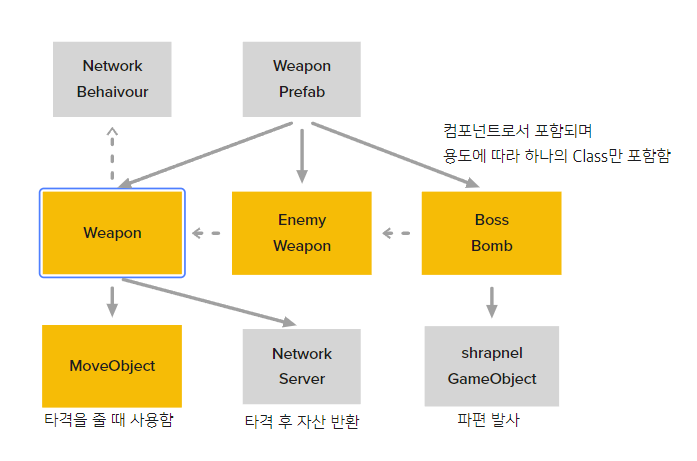 Network
Behaivour
Weapon
Prefab
컴포넌트로서 포함되며
용도에 따라 하나의 Class만 포함함
Weapon
Enemy
Weapon
Boss
Bomb
MoveObject
Network
Server
shrapnel
GameObject
타격을 줄 때 사용함
타격 후 자산 반환
파편 발사